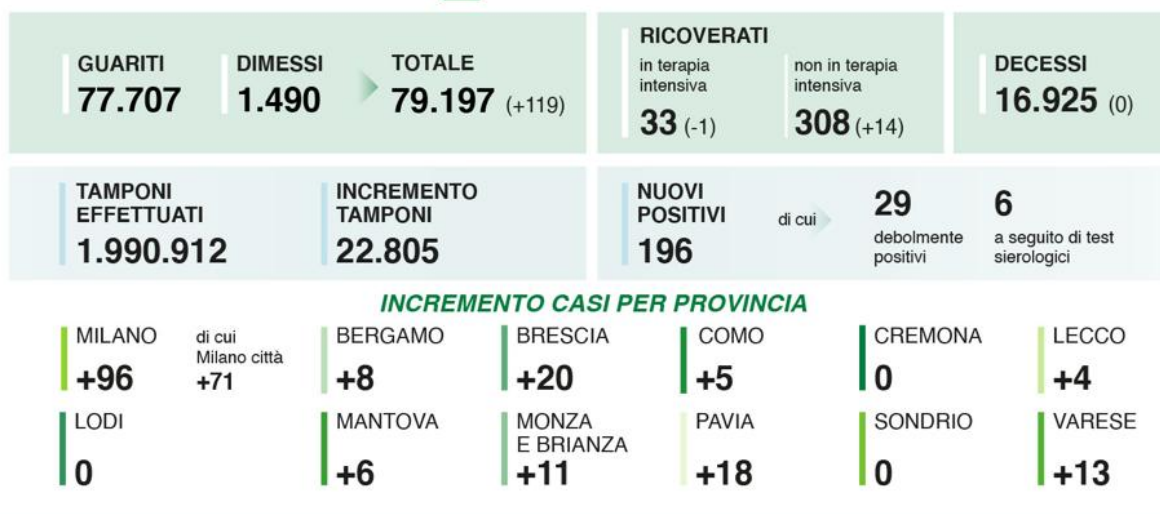 GUARITI
77.707
DIMESSI
1.490
TOTALE
79.197 (+119)
RICOVERATI
in terapia
intensiva
33 (-1)
non in terapia
intensiva
308 (+14)
DECESSI
16.925 (0)
TAMPONI
EFFETTUATI
1.990.912
INCREMENTO
TAMPONI
22.805
NUOVI
POSITIVI
196
di cui
29
debolmente
positivi
6
a seguito di test
sierologici
INCREMENTO CASI PER PROVINCIA
MILANO
+96
di cui
Milano città
+71
BERGAMO
+8
BRESCIA
+20
COMO
+5
CREMONA
0
LECCO
+4
LODI
0
MANTOVA
+6
MONZA
E BRIANZA
+11
PAVIA
+18
SONDRIO
0
VARESE
+13